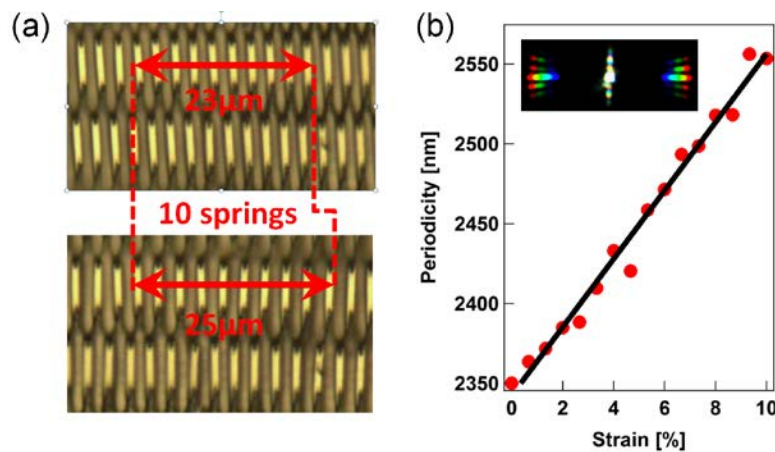 (a)
23µm
10 springs
25µm
(b)
Periodicity [nm]
2550
2500
2450
2400
2350
0 2 4 6 8 10
Strain [%]